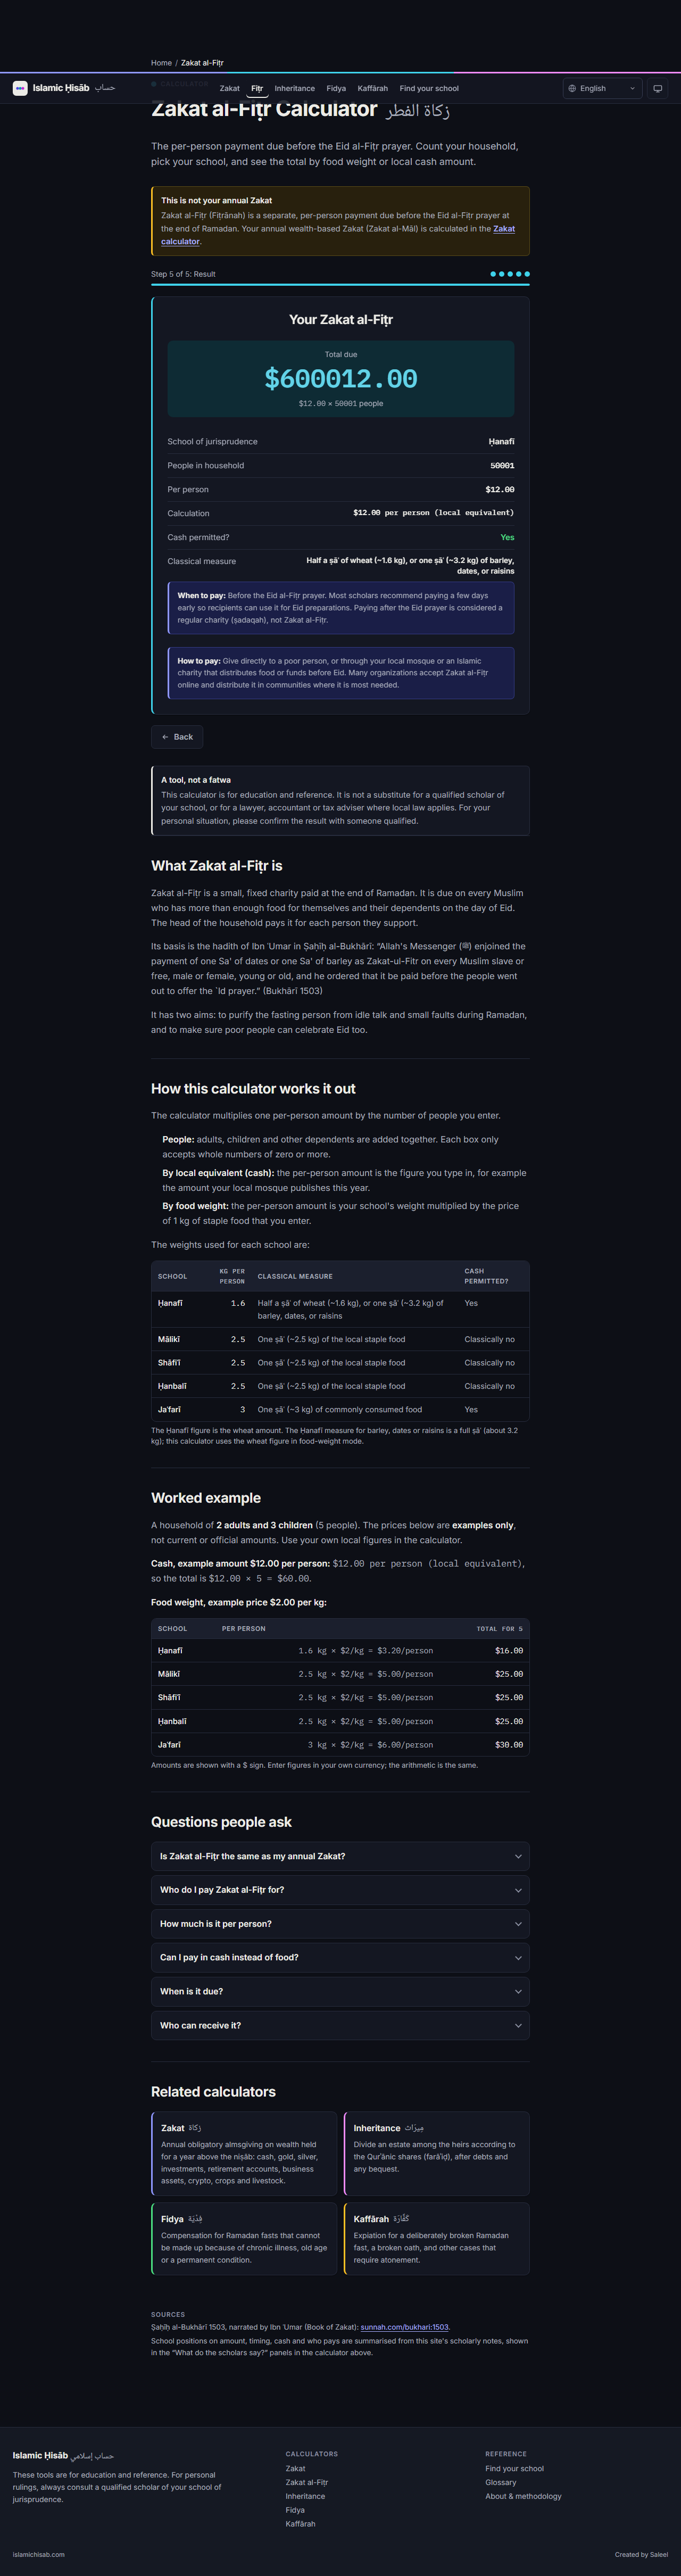 Home / Zakat al-Fiṭr
Islamic Ḥisāb حساب
Zakat
Fiṭr
Inheritance
Fidya
Kaffārah
Find your school
English
Zakat al-Fiṭr Calculator زكاة الفطر
The per-person payment due before the Eid al-Fiṭr prayer. Count your household,
pick your school, and see the total by food weight or local cash amount.
This is not your annual Zakat
Zakat al-Fiṭr (Fiṭrānah) is a separate, per-person payment due before the Eid al-Fiṭr prayer at
the end of Ramadan. Your annual wealth-based Zakat (Zakat al-Māl) is calculated in the Zakat
calculator.
Step 5 of 5: Result
Your Zakat al-Fiṭr
Total due
$600012.00
$12.00 × 50001 people
School of jurisprudence Ḥanafī
People in household 50001
Per person $12.00
Calculation $12.00 per person (local equivalent)
Cash permitted? Yes
Classical measure Half a ṣāʿ of wheat (~1.6 kg), or one ṣāʿ (~3.2 kg) of barley,
dates, or raisins
When to pay: Before the Eid al-Fiṭr prayer. Most scholars recommend paying a few days
early so recipients can use it for Eid preparations. Paying after the Eid prayer is considered a
regular charity (ṣadaqah), not Zakat al-Fiṭr.
How to pay: Give directly to a poor person, or through your local mosque or an Islamic
charity that distributes food or funds before Eid. Many organizations accept Zakat al-Fiṭr
online and distribute it in communities where it is most needed.
← Back
A tool, not a fatwa
This calculator is for education and reference. It is not a substitute for a qualified scholar of
your school, or for a lawyer, accountant or tax adviser where local law applies. For your
personal situation, please confirm the result with someone qualified.
What Zakat al-Fiṭr is
Zakat al-Fiṭr is a small, fixed charity paid at the end of Ramadan. It is due on every Muslim
who has more than enough food for themselves and their dependents on the day of Eid.
The head of the household pays it for each person they support.
Its basis is the hadith of Ibn ʿUmar in Ṣaḥīḥ al-Bukhārī: “Allah's Messenger (ﷺ) enjoined the
payment of one Sa' of dates or one Sa' of barley as Zakat-ul-Fitr on every Muslim slave or
free, male or female, young or old, and he ordered that it be paid before the people went
out to offer the `Id prayer.” (Bukhārī 1503)
It has two aims: to purify the fasting person from idle talk and small faults during Ramadan,
and to make sure poor people can celebrate Eid too.
How this calculator works it out
The calculator multiplies one per-person amount by the number of people you enter.
People: adults, children and other dependents are added together. Each box only
accepts whole numbers of zero or more.
By local equivalent (cash): the per-person amount is the figure you type in, for example
the amount your local mosque publishes this year.
By food weight: the per-person amount is your school's weight multiplied by the price
of 1 kg of staple food that you enter.
The weights used for each school are:
SCHOOL KG PER PERSON CLASSICAL MEASURE CASH PERMITTED?
Ḥanafī 1.6 Half a ṣāʿ of wheat (~1.6 kg), or one ṣāʿ (~3.2 kg) of Yes
barley, dates, or raisins
Mālikī 2.5 One ṣāʿ (~2.5 kg) of the local staple food Classically no
Shāfiʿī 2.5 One ṣāʿ (~2.5 kg) of the local staple food Classically no
Ḥanbalī 2.5 One ṣāʿ (~2.5 kg) of the local staple food Classically no
Jaʿfarī 3 One ṣāʿ (~3 kg) of commonly consumed food Yes
The Ḥanafī figure is the wheat amount. The Ḥanafī measure for barley, dates or raisins is a full ṣāʿ (about 3.2
kg); this calculator uses the wheat figure in food-weight mode.
Worked example
A household of 2 adults and 3 children (5 people). The prices below are examples only,
not current or official amounts. Use your own local figures in the calculator.
Cash, example amount $12.00 per person: $12.00 per person (local equivalent),
so the total is $12.00 × 5 = $60.00.
Food weight, example price $2.00 per kg:
SCHOOL PER PERSON TOTAL FOR 5
Ḥanafī 1.6 kg × $2/kg = $3.20/person $16.00
Mālikī 2.5 kg × $2/kg = $5.00/person $25.00
Shāfiʿī 2.5 kg × $2/kg = $5.00/person $25.00
Ḥanbalī 2.5 kg × $2/kg = $5.00/person $25.00
Jaʿfarī 3 kg × $2/kg = $6.00/person $30.00
Amounts are shown with a $ sign. Enter figures in your own currency; the arithmetic is the same.
Questions people ask
Is Zakat al-Fiṭr the same as my annual Zakat?
Who do I pay Zakat al-Fiṭr for?
How much is it per person?
Can I pay in cash instead of food?
When is it due?
Who can receive it?
Related calculators
Zakat زكاة
Annual obligatory almsgiving on wealth held
for a year above the niṣāb: cash, gold, silver,
investments, retirement accounts, business
assets, crypto, crops and livestock.
Inheritance مِيرَاث
Divide an estate among the heirs according to
the Qurʾānic shares (farāʾiḍ), after debts and
any bequest.
Fidya فِدْيَة
Compensation for Ramadan fasts that cannot
be made up because of chronic illness, old age
or a permanent condition.
Kaffārah كَفَّارَة
Expiation for a deliberately broken Ramadan
fast, a broken oath, and other cases that
require atonement.
SOURCES
Ṣaḥīḥ al-Bukhārī 1503, narrated by Ibn ʿUmar (Book of Zakat): sunnah.com/bukhari:1503.
School positions on amount, timing, cash and who pays are summarised from this site's scholarly notes, shown
in the “What do the scholars say?” panels in the calculator above.
Islamic Ḥisāb حساب إسلامي
These tools are for education and reference. For personal
rulings, always consult a qualified scholar of your school of
jurisprudence.
CALCULATORS
Zakat
Zakat al-Fiṭr
Inheritance
Fidya
Kaffārah
REFERENCE
Find your school
Glossary
About & methodology
islamichisab.com
Created by Saleel